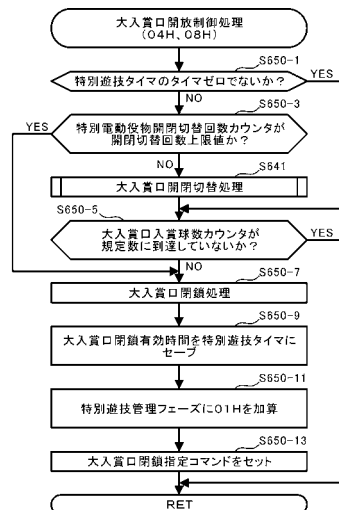 大入賞口開放制御処理
(04H、08H)
S650-1
特別遊技タイマのタイマゼロでないか？
YES
NO
S650-3
YES
特別電動役物開閉切替回数カウンタが
開閉切替回数上限値か？
NO
S641
大入賞口開閉切替処理
S650-5
大入賞口入賞球数カウンタが
規定数に到達していないか？
YES
NO
S650-7
大入賞口閉鎖処理
S650-9
大入賞口閉鎖有効時間を特別遊技タイマに
セーブ
S650-11
特別遊技管理フェーズに01Hを加算
S650-13
大入賞口閉鎖指定コマンドをセット
RET